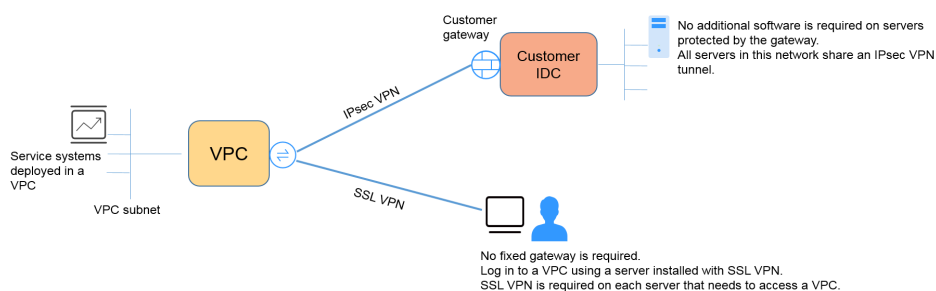 Customer
gateway
No additional software is required on servers
protected by the gateway.
All servers in this network share an IPsec VPN
tunnel.
Customer
IDC
IPsec VPN
VPC
Service systems
deployed in a
VPC
VPC subnet
SSL VPN
No fixed gateway is required.
Log in to a VPC using a server installed with SSL VPN.
SSL VPN is required on each server that needs to access a VPC.